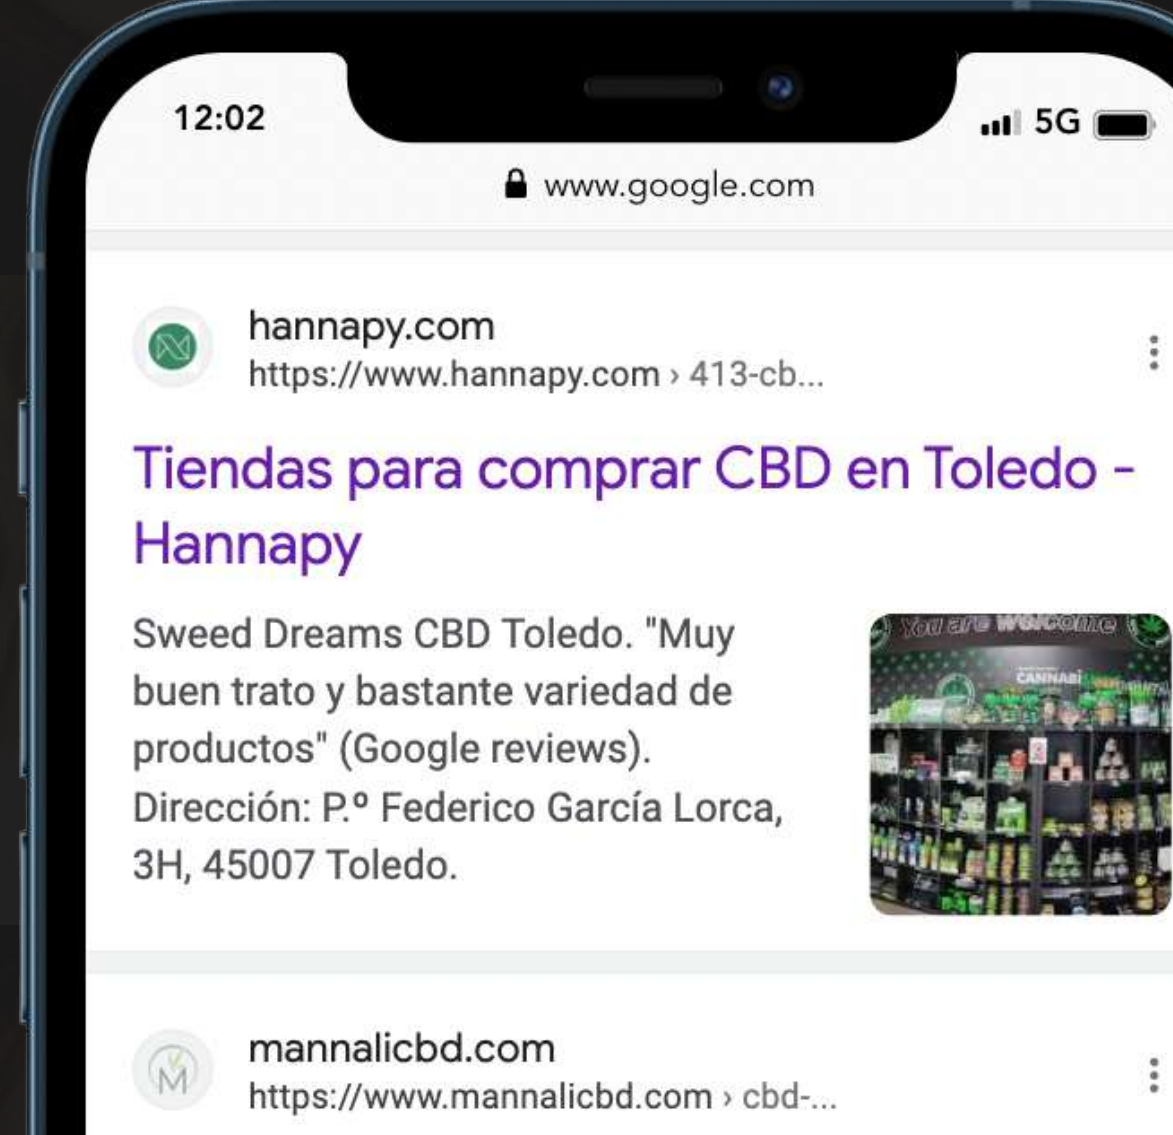 12:02
5G
www.google.com
hannapy.com
https://www.hannapy.com › 413-cb...
Tiendas para comprar CBD en Toledo -
Hannapy
Sweed Dreams CBD Toledo. "Muy
buen trato y bastante variedad de
productos" (Google reviews).
Dirección: P.º Federico García Lorca,
3H, 45007 Toledo.
You are welcome
CANNABI
M
mannalicbd.com
https://www.mannalicbd.com › cbd-...